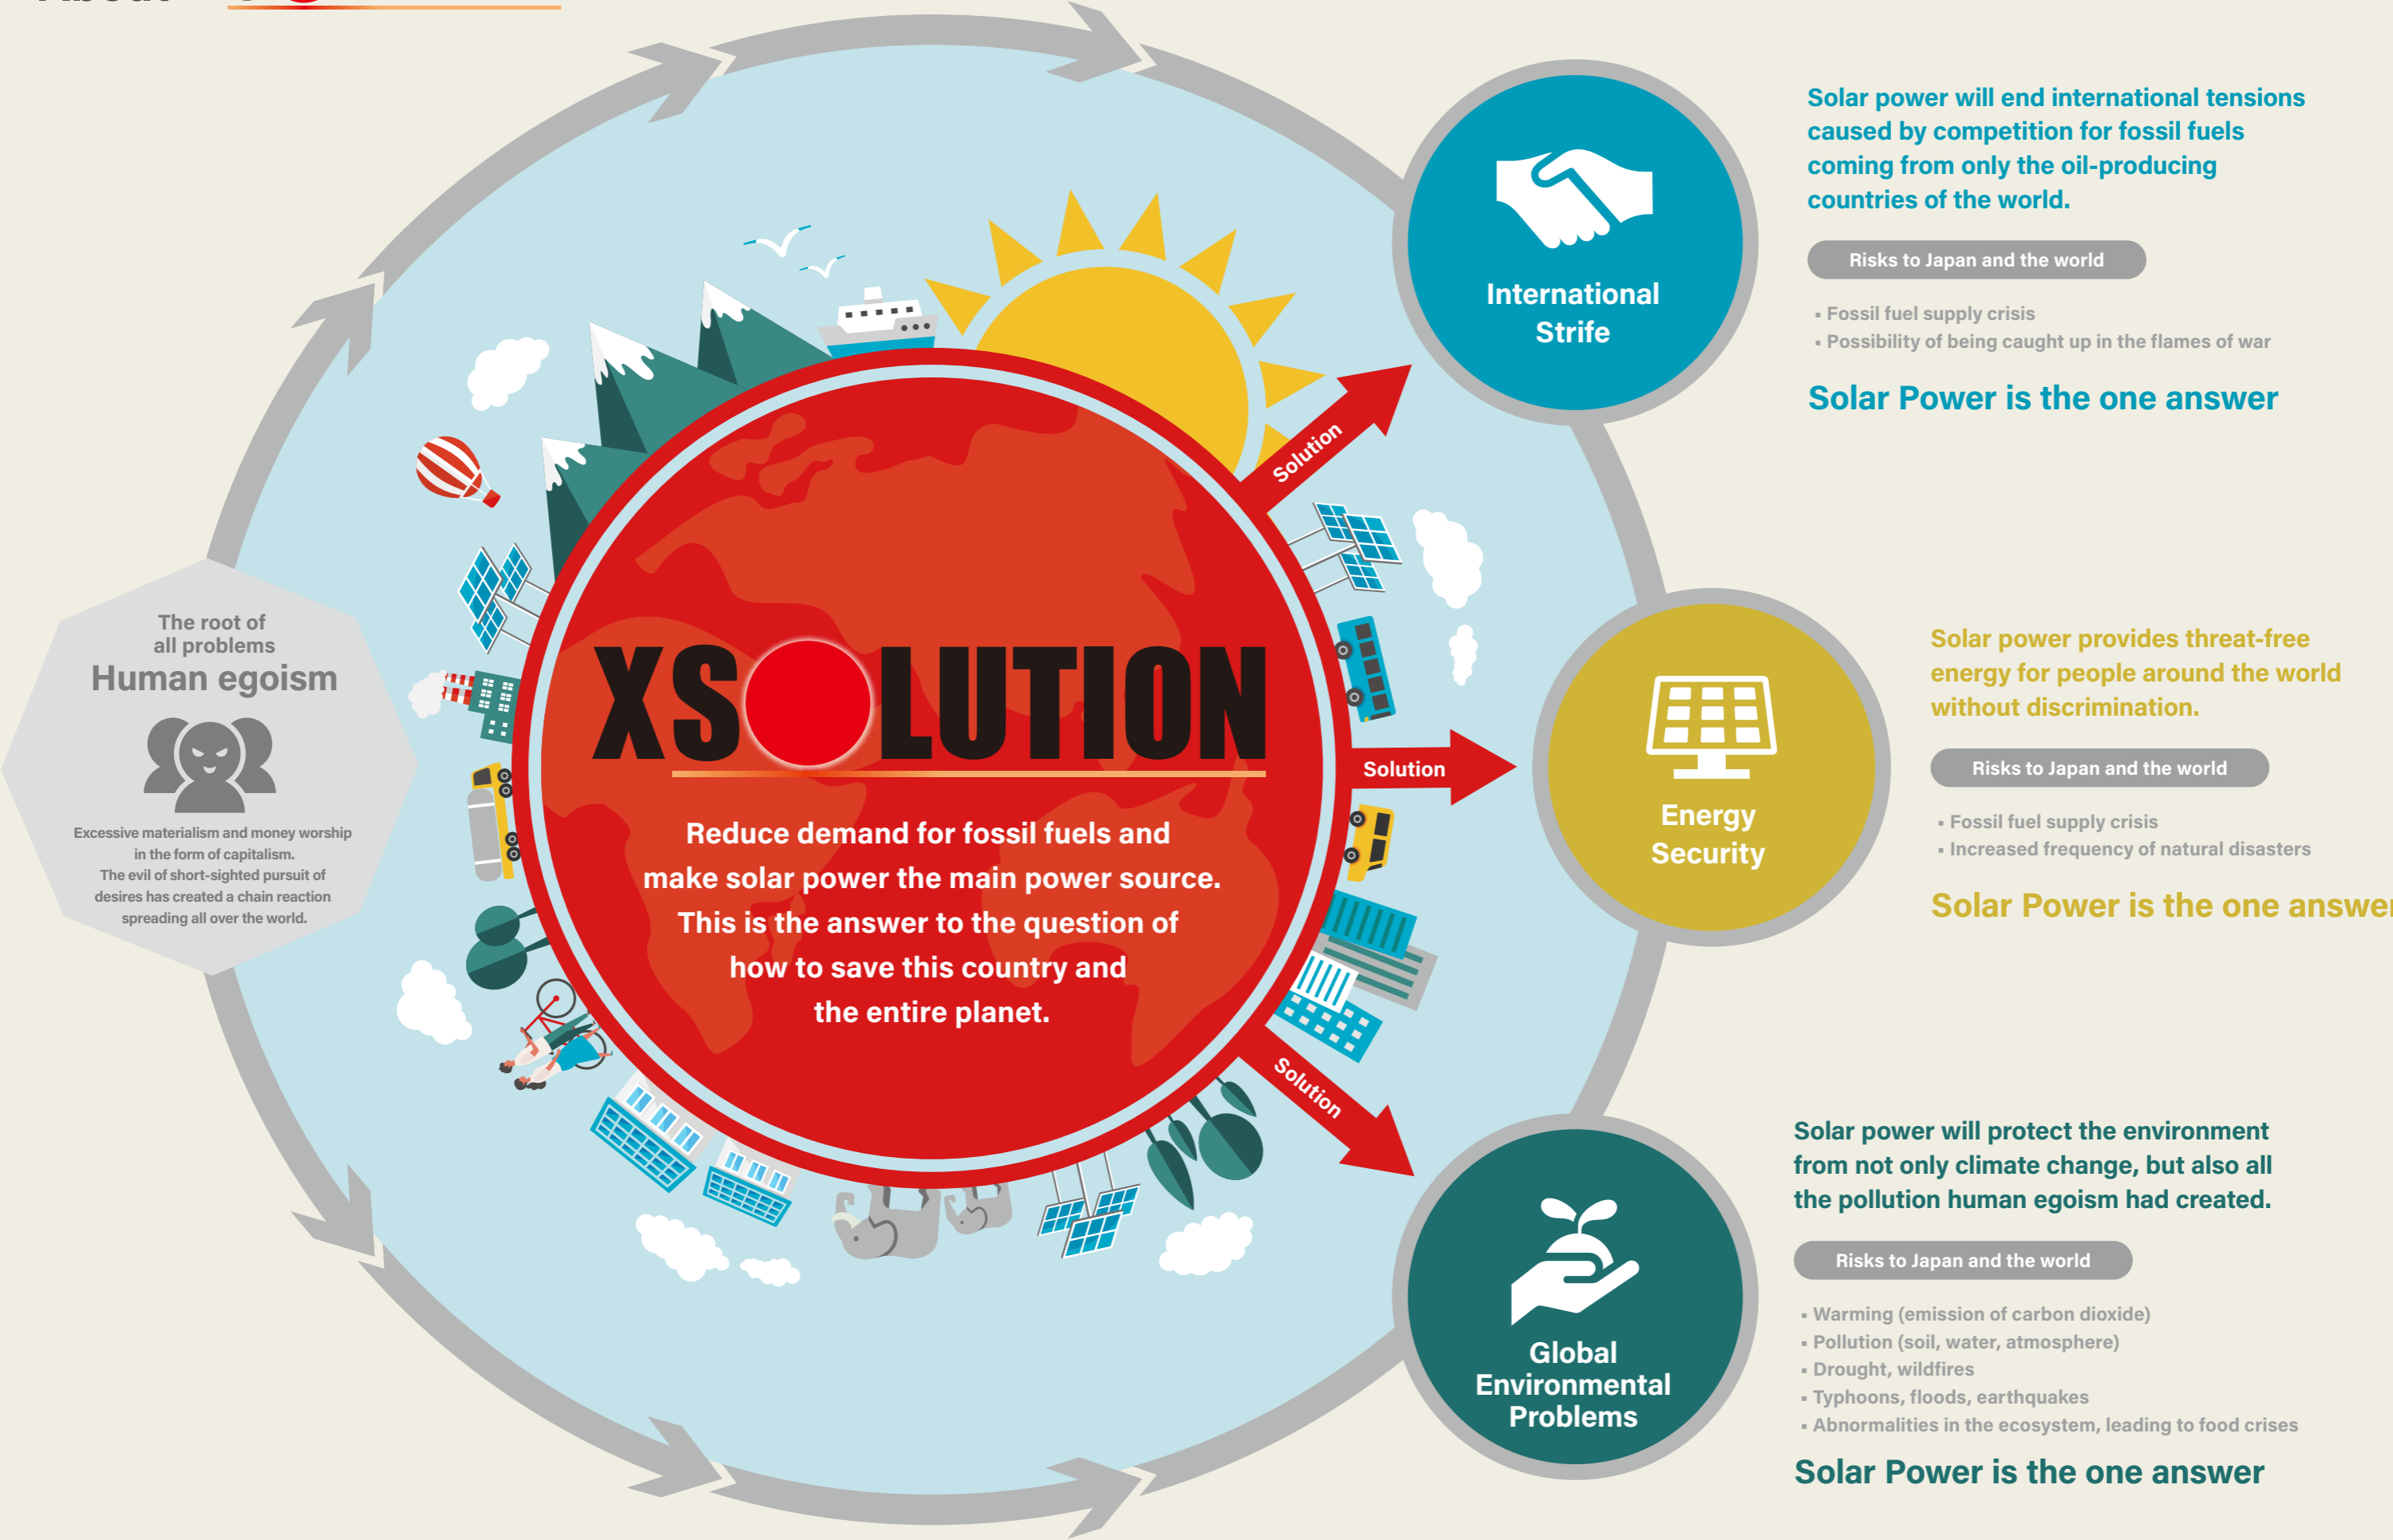 About
The root of
all problems
Human egoism
Excessive materialism and money worship
in the form of capitalism.
The evil of short-sighted pursuit of
desires has created a chain reaction
spreading all over the world.
XSOLUTION
Reduce demand for fossil fuels and
make solar power the main power source.
This is the answer to the question of
how to save this country and
the entire planet.
Solution
International
Strife
Solar power will end international tensions
caused by competition for fossil fuels
coming from only the oil-producing
countries of the world.
Risks to Japan and the world
▪ Fossil fuel supply crisis
▪ Possibility of being caught up in the flames of war
Solar Power is the one answer
Solution
Energy
Security
Solar power provides threat-free
energy for people around the world
without discrimination.
Risks to Japan and the world
▪ Fossil fuel supply crisis
▪ Increased frequency of natural disasters
Solar Power is the one answer
Solution
Global
Environmental
Problems
Solar power will protect the environment
from not only climate change, but also all
the pollution human egoism had created.
Risks to Japan and the world
▪ Warming (emission of carbon dioxide)
▪ Pollution (soil, water, atmosphere)
▪ Drought, wildfires
▪ Typhoons, floods, earthquakes
▪ Abnormalities in the ecosystem, leading to food crises
Solar Power is the one answer